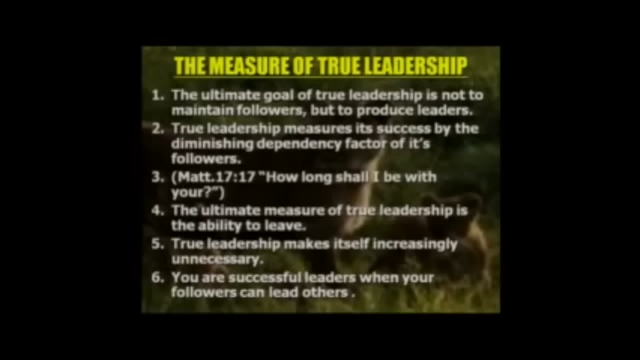 THE MEASURE OF TRUE LEADERSHIP
1. The ultimate goal of true leadership is not to
maintain followers, but to produce leaders.
2. True leadership measures its success by the
diminishing dependency factor of it's
followers.
3. (Matt.17:17 "How long shall I be with
your?")
4. The ultimate measure of true leadership is
the ability to leave.
5. True leadership makes itself increasingly
unnecessary.
6. You are successful leaders when your
followers can lead others .